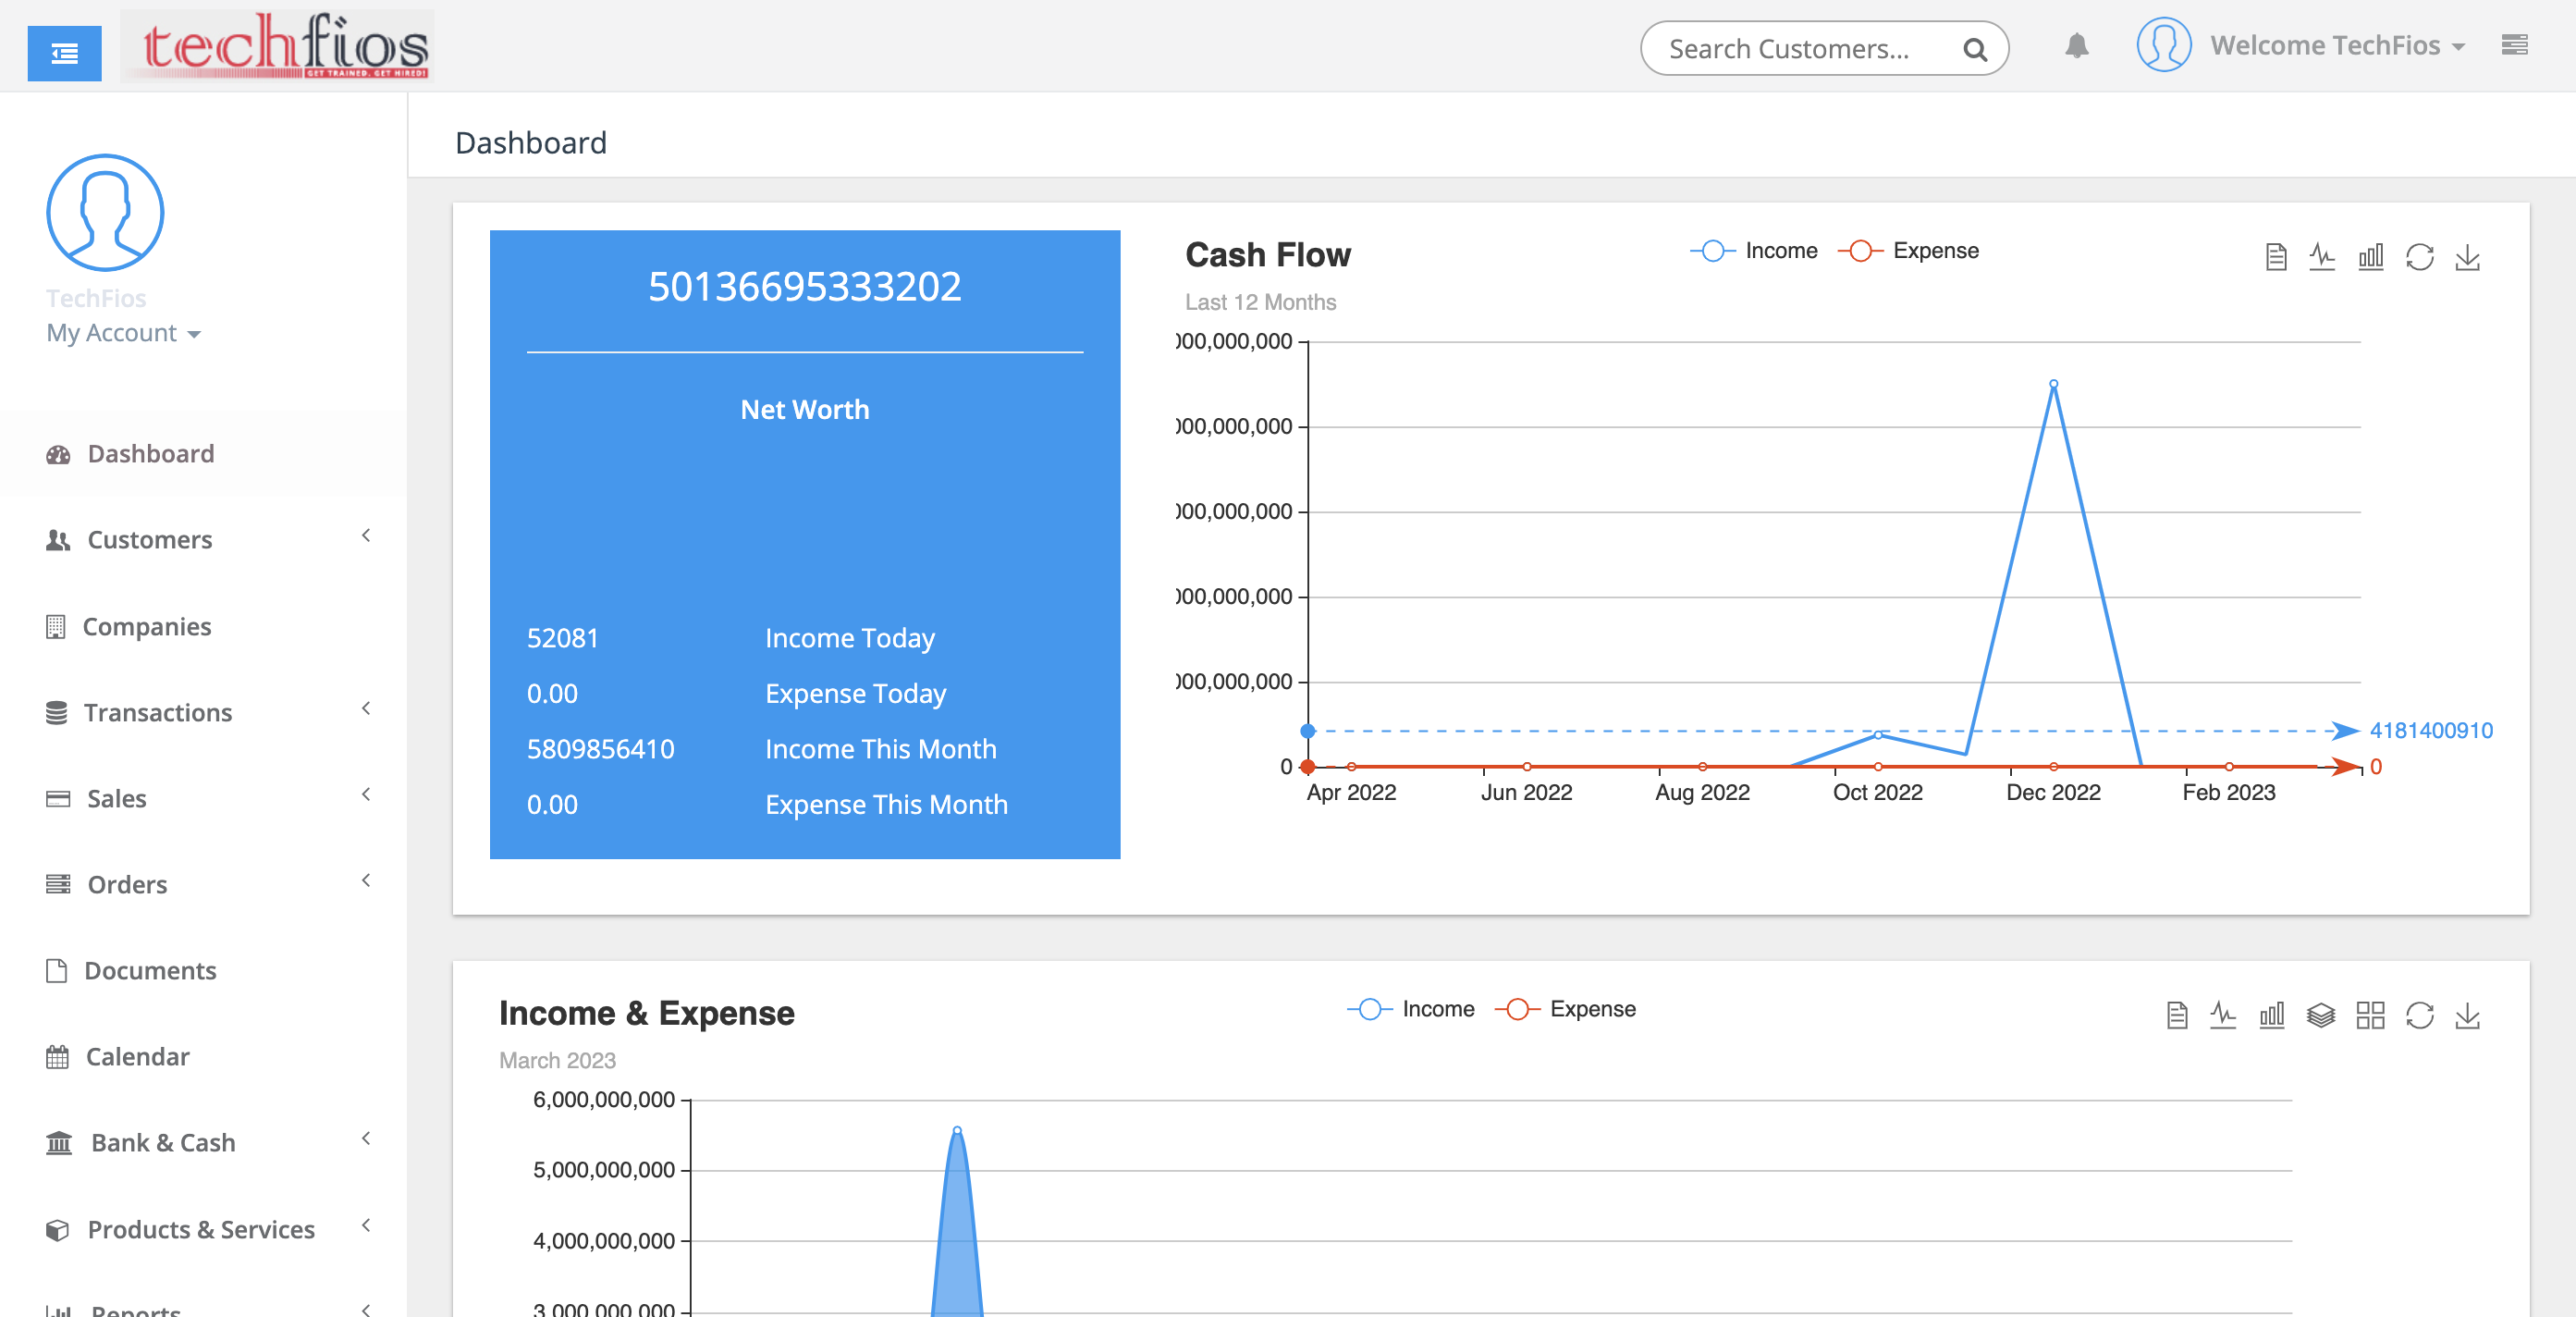 techfios
GET TRAINED. GET HIRED!
Search Customers...
Welcome TechFios
TechFios
My Account
Dashboard
Customers
Companies
Transactions
Sales
Orders
Documents
Calendar
Bank & Cash
Products & Services
Reports
Dashboard
50136695333202
Net Worth
52081 Income Today
0.00 Expense Today
5809856410 Income This Month
0.00 Expense This Month
Cash Flow
Income Expense
Last 12 Months
000,000,000
000,000,000
000,000,000
000,000,000
000,000,000
4181400910
0
0
Apr 2022 Jun 2022 Aug 2022 Oct 2022 Dec 2022 Feb 2023
Income & Expense
Income Expense
March 2023
6,000,000,000
5,000,000,000
4,000,000,000
3,000,000,000